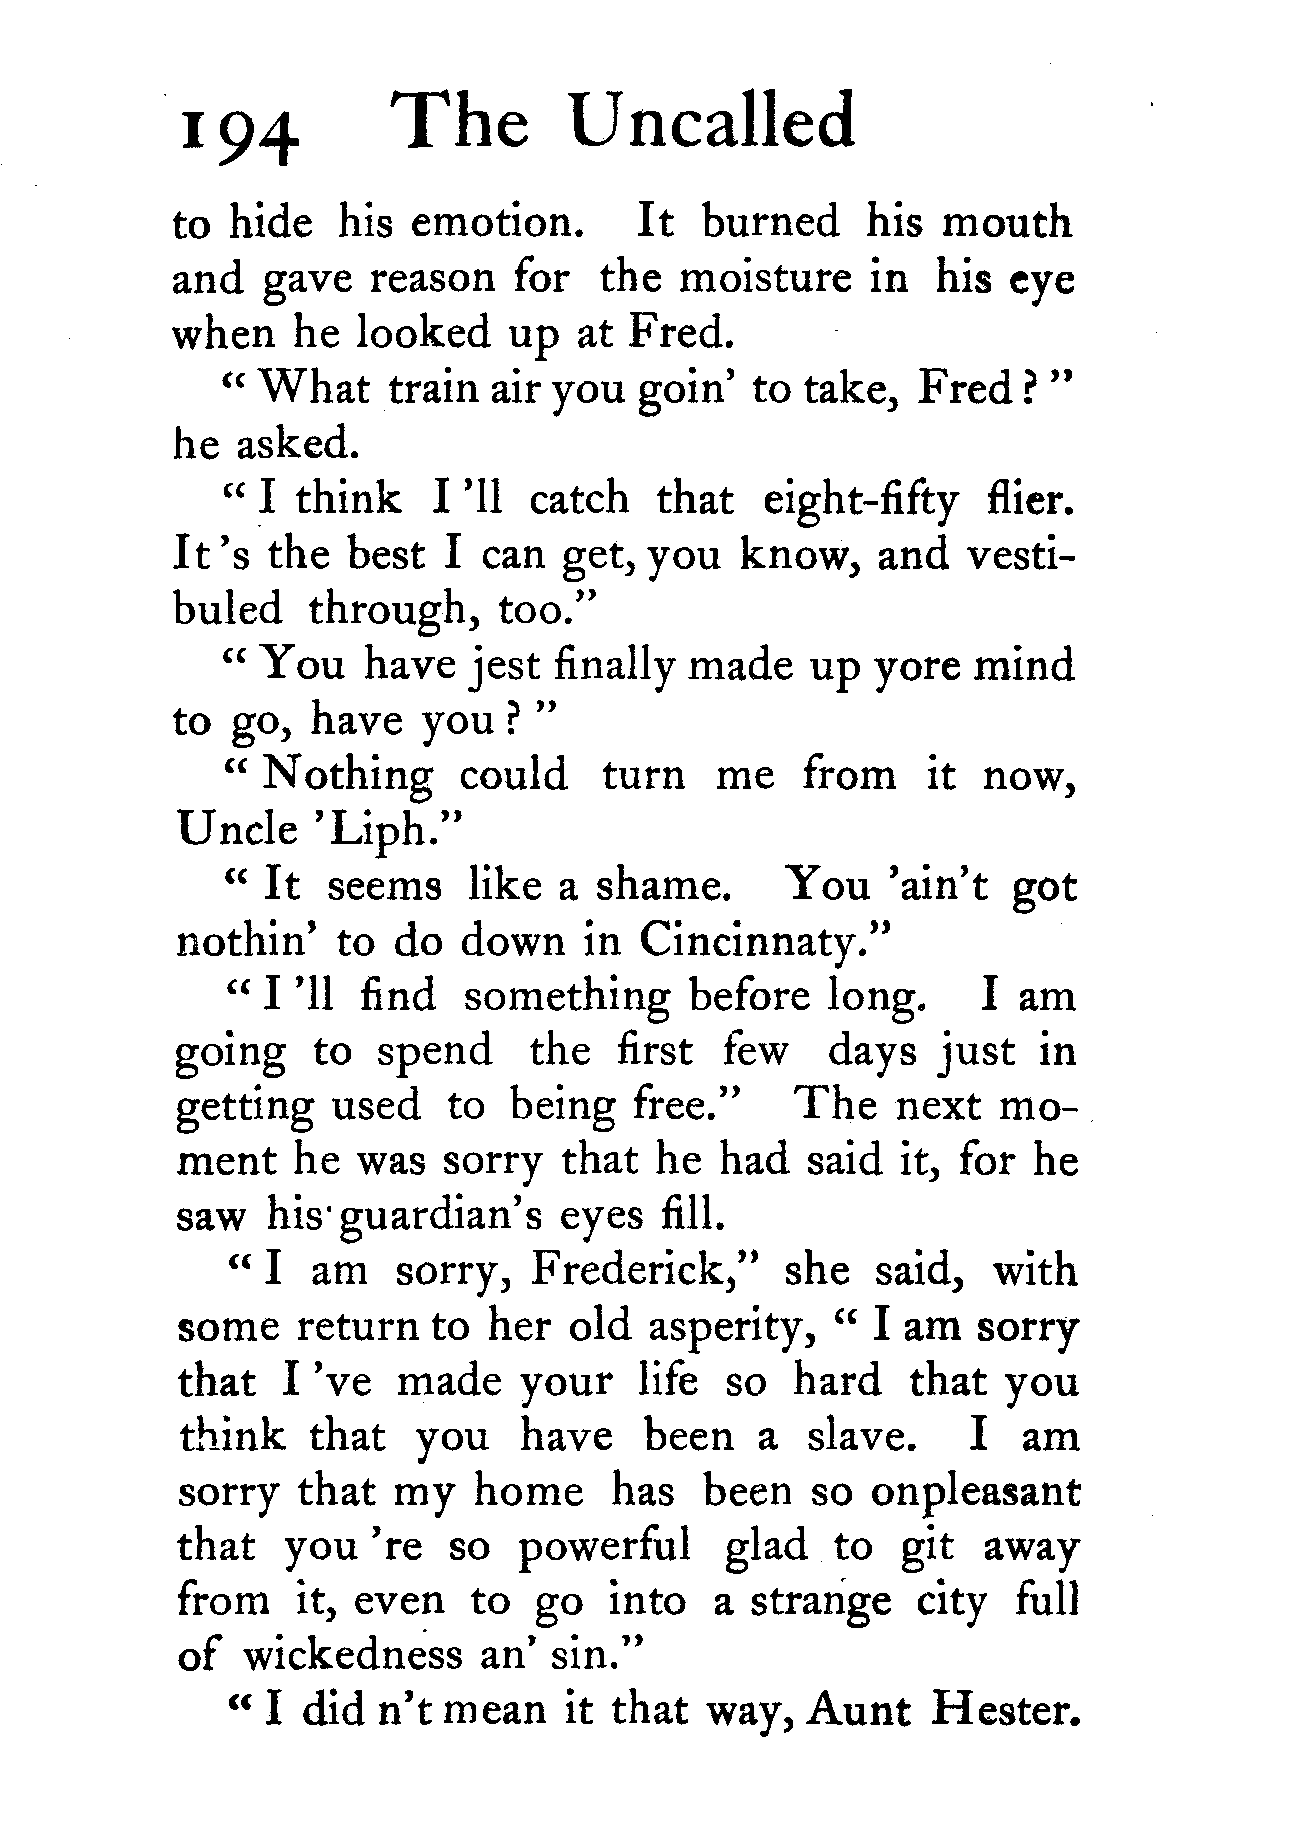 194 The Uncalled
to hide his emotion. It burned his mouth
and gave reason for the moisture in his eye
when he looked up at Fred.
“ What train air you goin’ to take, Fred ? ”
he asked.
“ I think I ’ll catch that eight-fifty flier.
It ’s the best I can get, you know, and vesti-
buled through, too.”
“ You have jest finally made up yore mind
to go, have you ? ”
“ Nothing could turn me from it now,
Uncle ’Liph.”
“ It seems like a shame. You ’ain’t got
nothin’ to do down in Cincinnaty.”
“ I ’ll find something before long. I am
going to spend the first few days just in
getting used to being free.” The next mo-
ment he was sorry that he had said it, for he
saw his guardian’s eyes fill.
“ I am sorry, Frederick,” she said, with
some return to her old asperity, “ I am sorry
that I ’ve made your life so hard that you
think that you have been a slave. I am
sorry that my home has been so onpleasant
that you ’re so powerful glad to git away
from it, even to go into a strange city full
of wickedness an’ sin.”
“ I did n’t mean it that way, Aunt Hester.